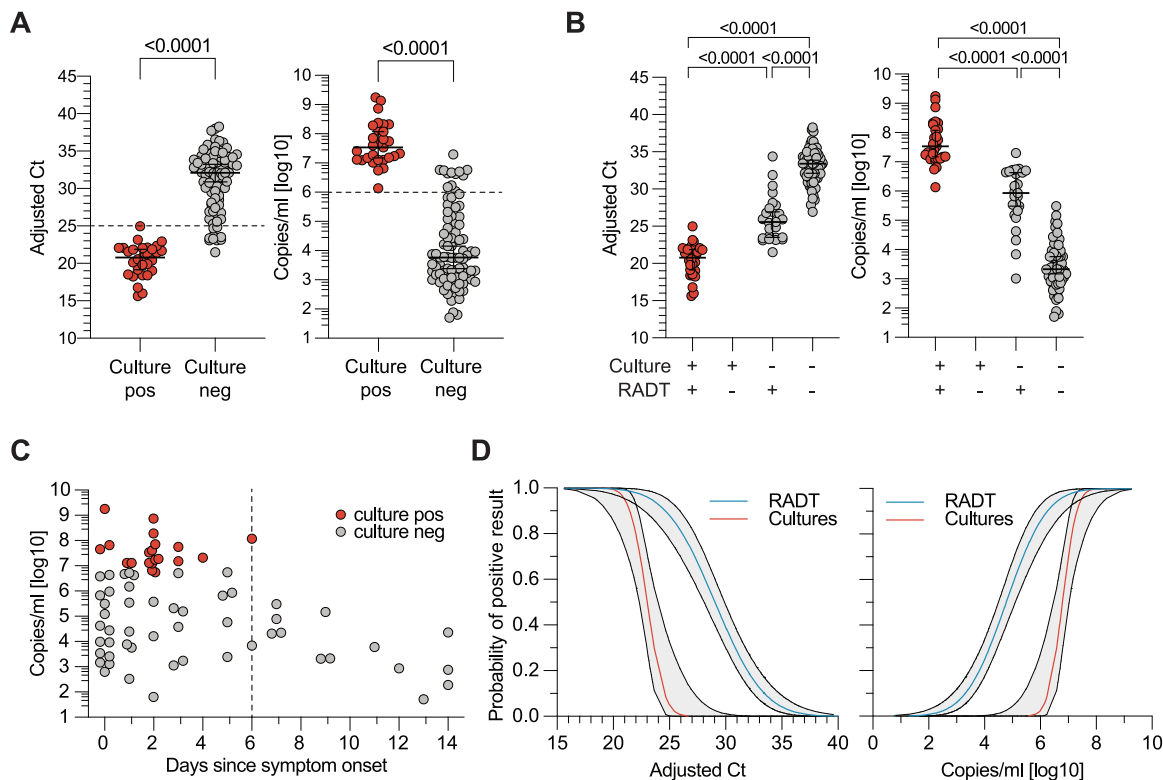 A
<0.0001
<0.0001
Adjusted Ct
45
40
35
30
25
20
15
10
Culture
pos
Culture
neg
Copies/ml [log10]
10
9
8
7
6
5
4
3
2
1
Culture
pos
Culture
neg
B
<0.0001
<0.0001
<0.0001
Adjusted Ct
45
40
35
30
25
20
15
10
Culture + + - -
RADT + - + -
<0.0001
<0.0001
<0.0001
Copies/ml [log10]
10
9
8
7
6
5
4
3
2
1
+ + - -
+ - + -
C
Copies/ml [log10]
10
9
8
7
6
5
4
3
2
1
culture pos
culture neg
0 2 4 6 8 10 12 14
Days since symptom onset
D
Probability of positive result
1.0
0.8
0.6
0.4
0.2
0.0
RADT
Cultures
15 20 25 30 35 40
Adjusted Ct
RADT
Cultures
0 2 4 6 8 10
Copies/ml [log10]